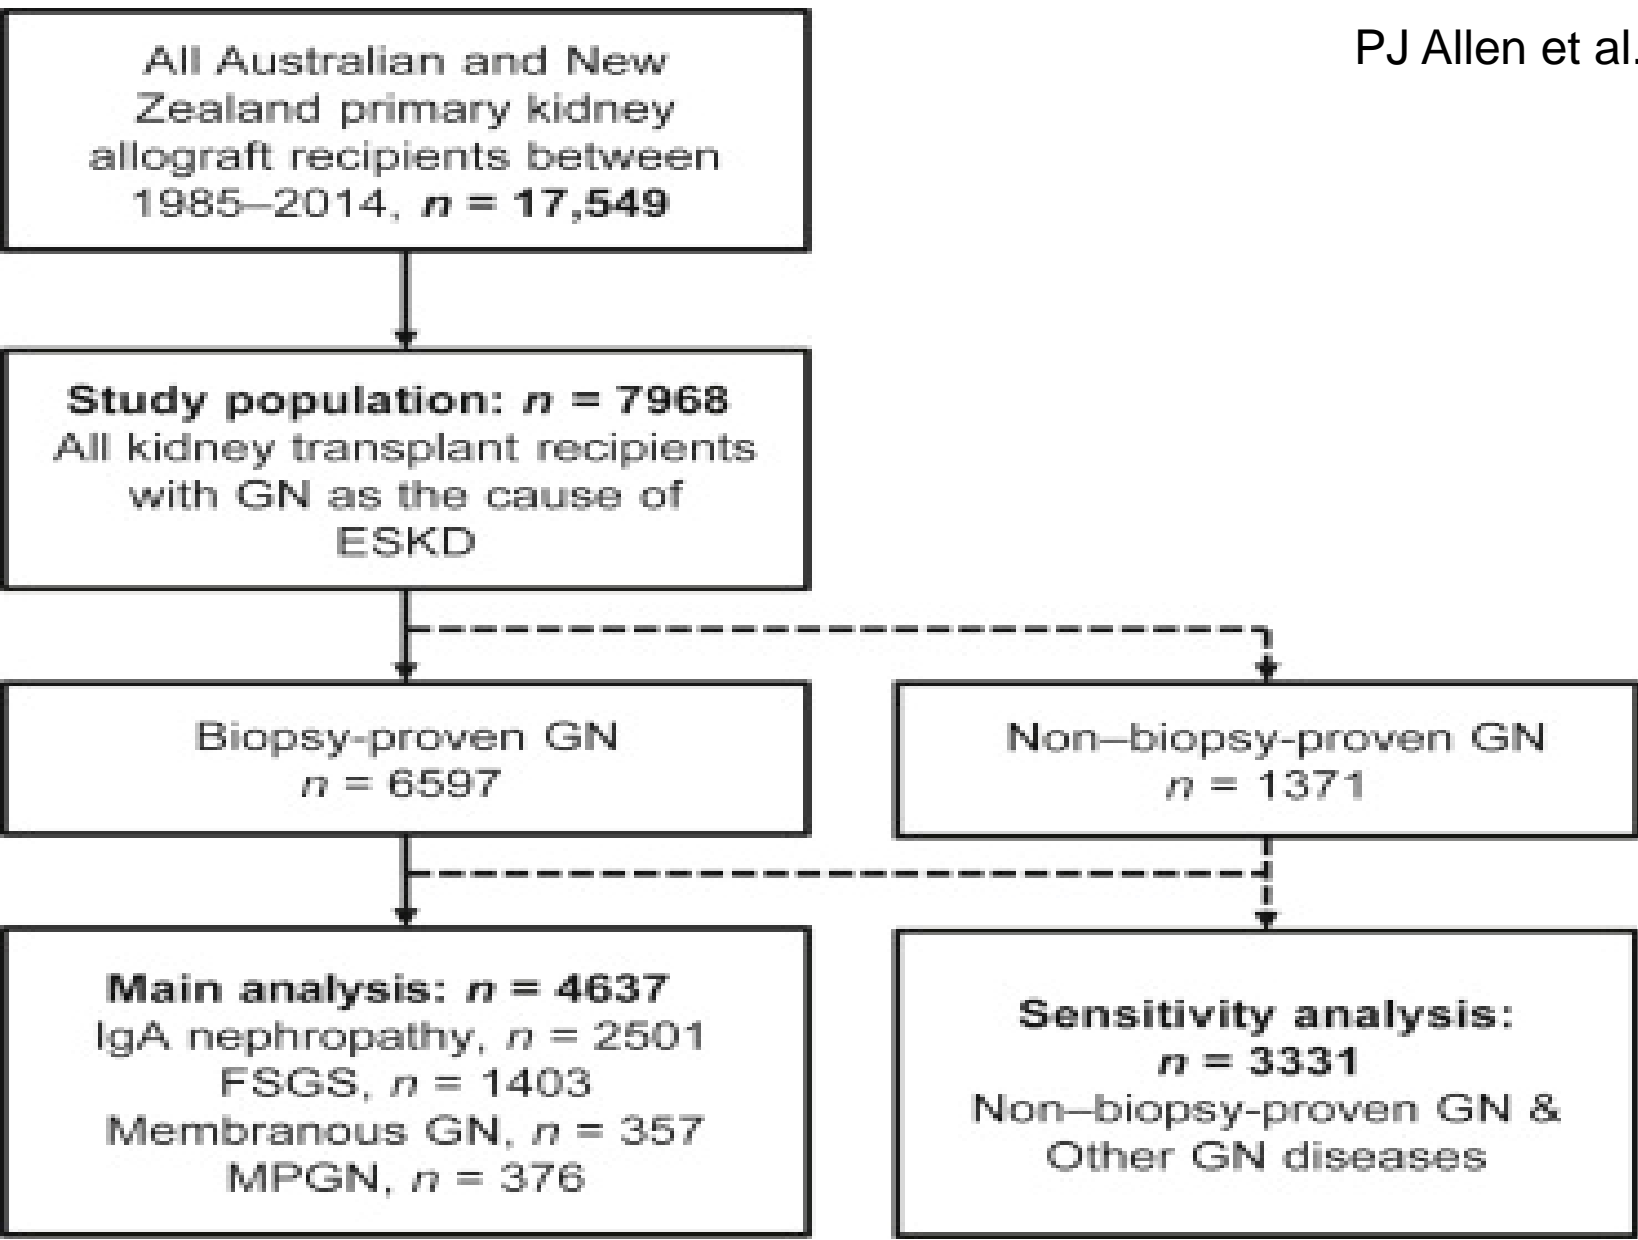 PJ Allen et al.
All Australian and New
Zealand primary kidney
allograft recipients between
1985–2014, n = 17,549
Study population: n = 7968
All kidney transplant recipients
with GN as the cause of
ESKD
Biopsy-proven GN
n = 6597
Non–biopsy-proven GN
n = 1371
Main analysis: n = 4637
IgA nephropathy, n = 2501
FSGS, n = 1403
Membranous GN, n = 357
MPGN, n = 376
Sensitivity analysis:
n = 3331
Non–biopsy-proven GN &
Other GN diseases